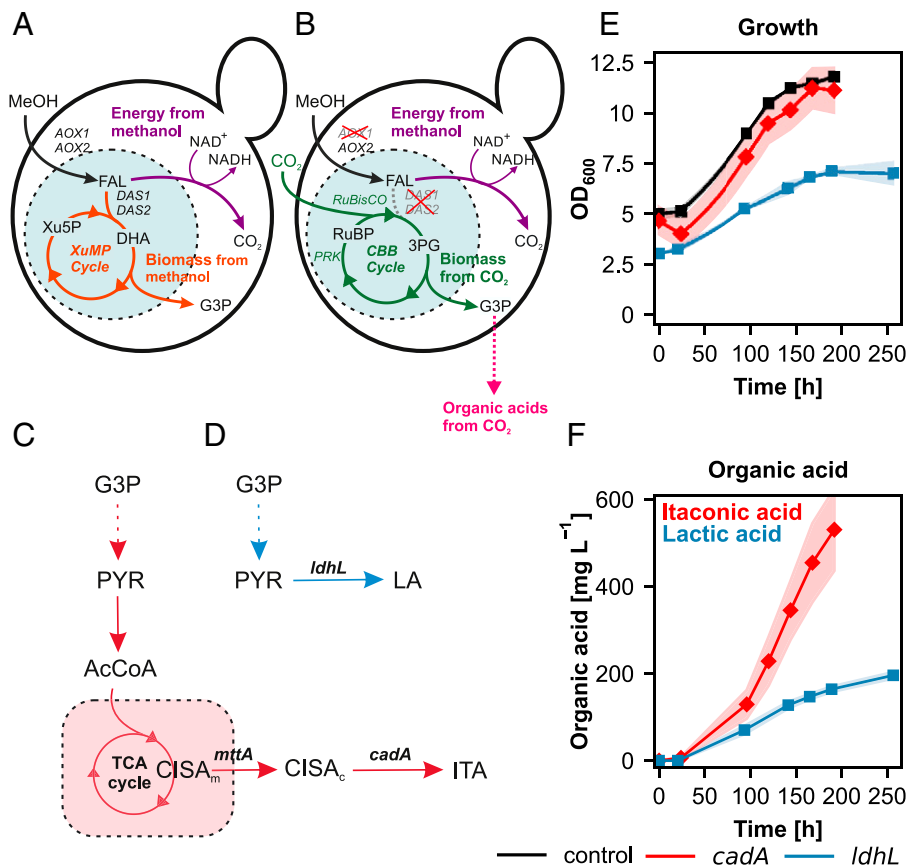 A
MeOH
AOX1
AOX2
Energy from
methanol
NAD+
NADH
FAL
DAS1
DAS2
Xu5P
DHA
CO2
XuMP
Cycle
Biomass from
methanol
G3P
B
MeOH
AOX1
AOX2
Energy from
methanol
NAD+
NADH
CO2
FAL
DAS1
DAS2
RuBisCO
RuBP
3PG
CO2
PRK
CBB
Cycle
Biomass from
CO2
G3P
Organic acids
from CO2
C
G3P
PYR
AcCoA
TCA
cycle
CISAm
mttA
CISAc
cadA
ITA
D
G3P
PYR
ldhL
LA
E
Growth
OD600
12.5
10
7.5
5
2.5
0
0
50
100
150
200
250
Time [h]
F
Organic acid
Itaconic acid
Lactic acid
Organic acid [mg L−1]
600
400
200
0
0
50
100
150
200
250
Time [h]
control
cadA
ldhL